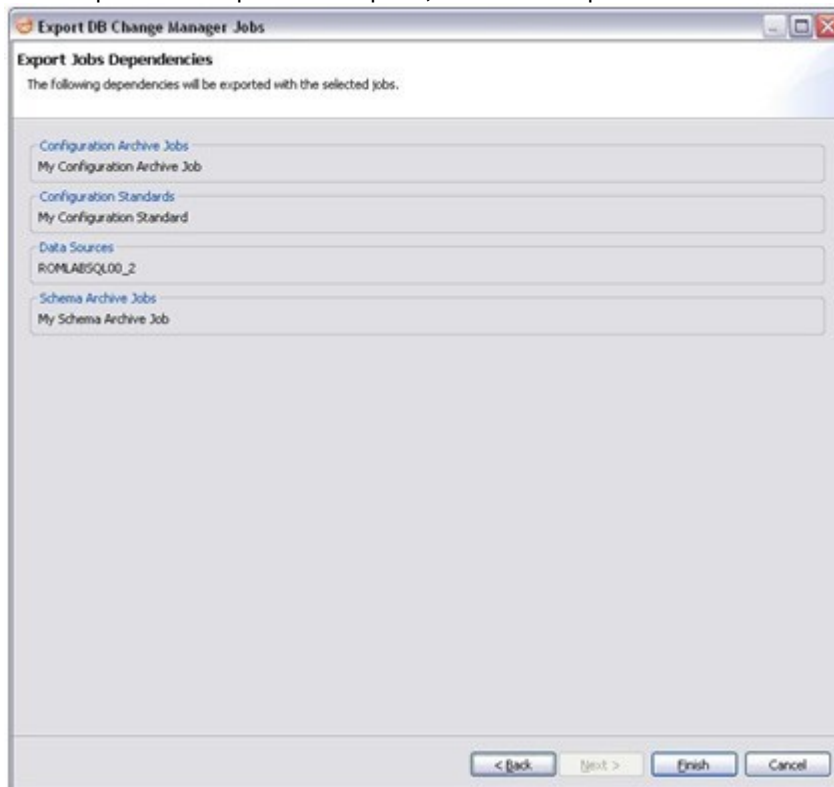 Export DB Change Manager Jobs
Export Jobs Dependencies
The following dependencies will be exported with the selected jobs.
Configuration Archive Jobs
My Configuration Archive Job
Configuration Standards
My Configuration Standard
Data Sources
ROMLABSQL00_2
Schema Archive Jobs
My Schema Archive Job
< Back
Next >
Finish
Cancel